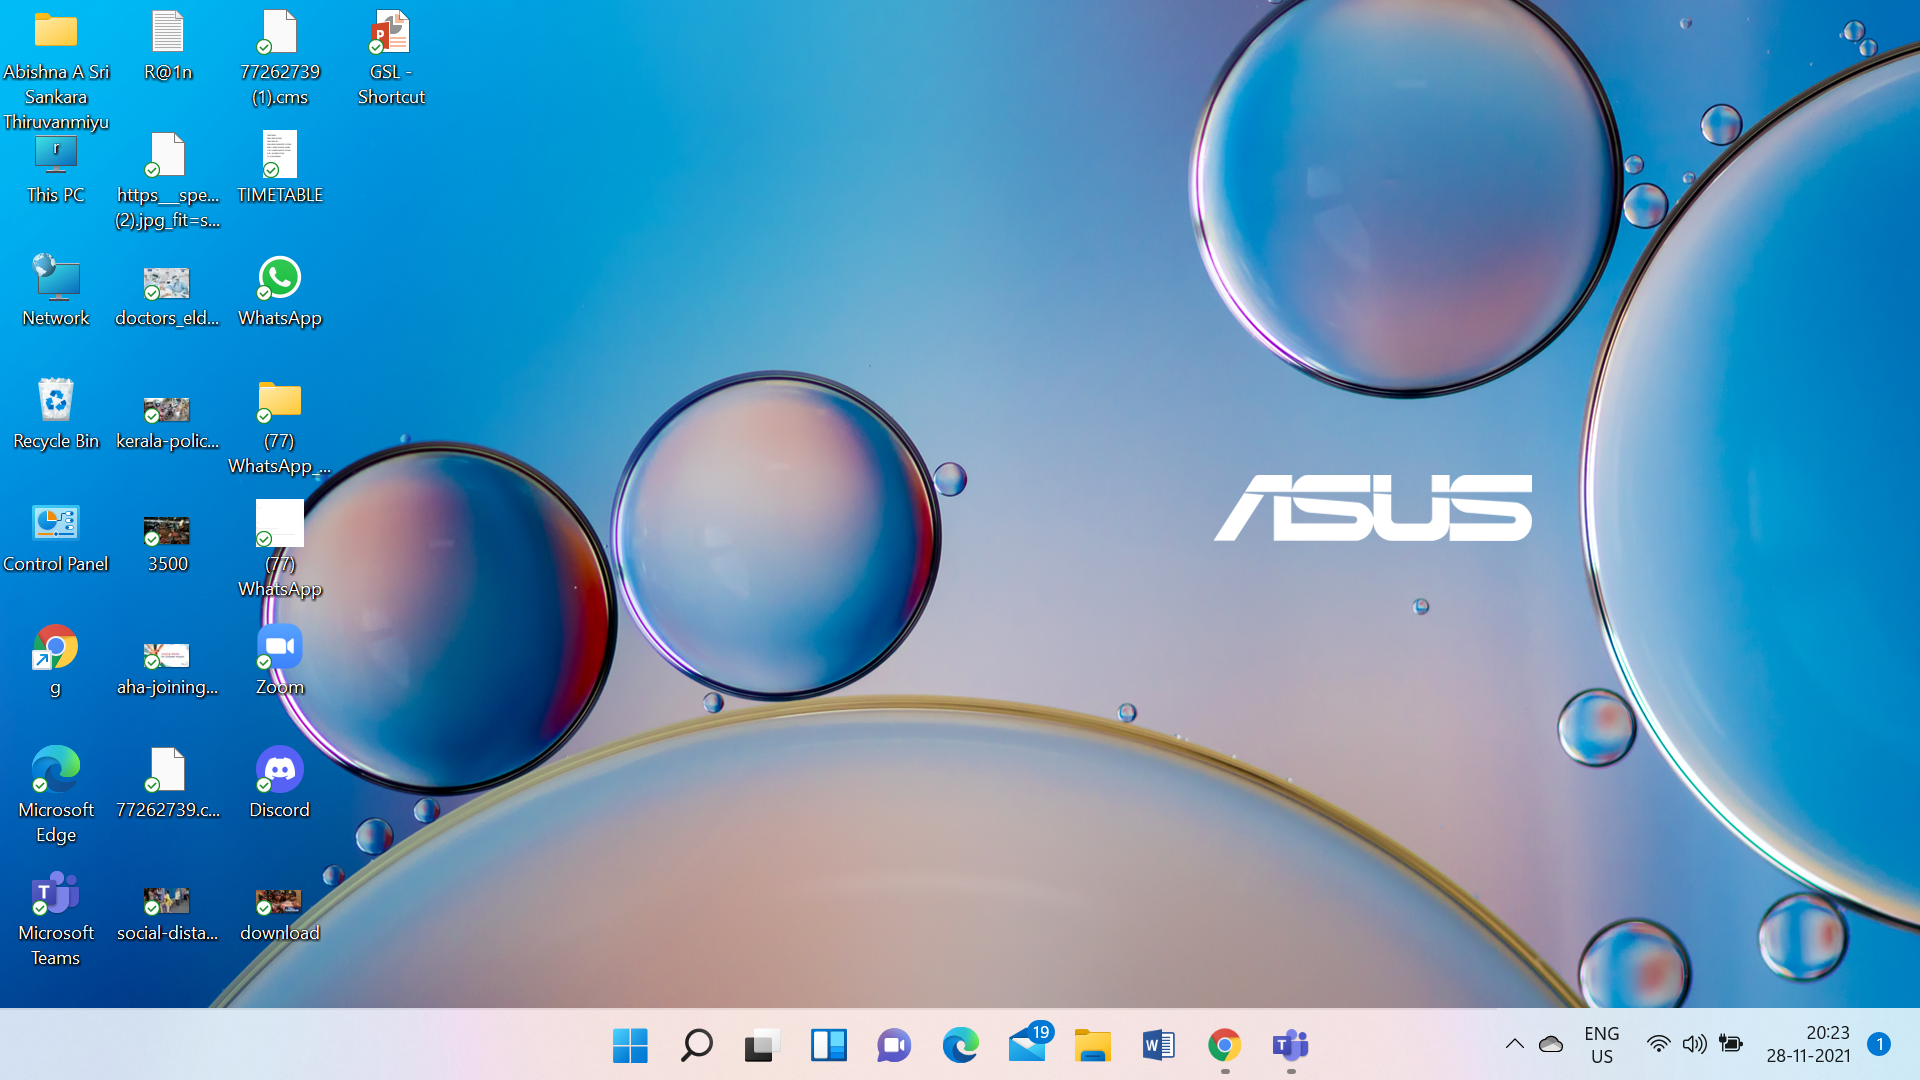 Abishna A Sri
Sankara
Thiruvanmiyu
This PC
Network
Recycle Bin
Control Panel
g
Microsoft
Edge
Microsoft
Teams
R@1n
https___spe...
(2).jpg_fit=s...
doctors_eld...
kerala-polic...
3500
aha-joining...
77262739.c...
social-dista...
77262739
(1).cms
TIMETABLE
WhatsApp
(77)
WhatsApp_...
(77)
WhatsApp
Zoom
Discord
download
GSL -
Shortcut
ASUS
19
ENG
US
20:23
28-11-2021
1